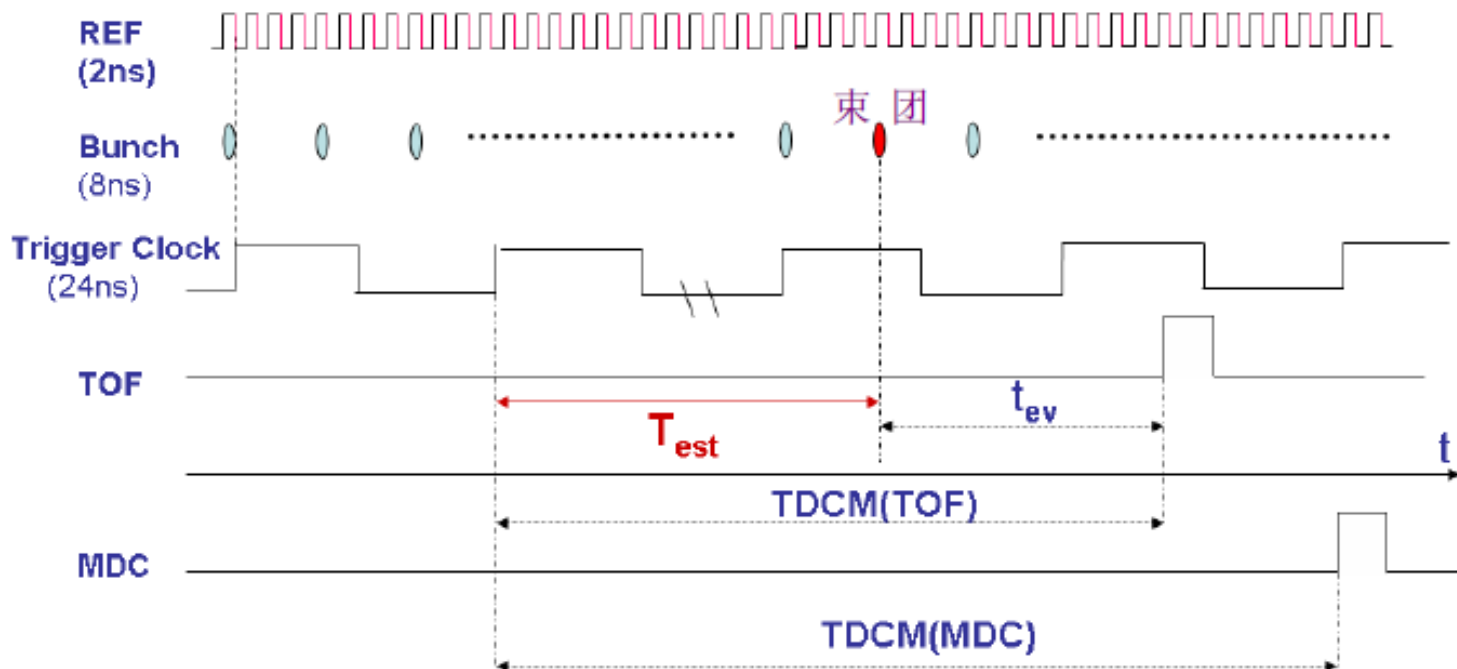 REF
(2ns)
束团
Bunch
(8ns)
Trigger Clock
(24ns)
TOF
Test
tev
t
TDCM(TOF)
MDC
TDCM(MDC)